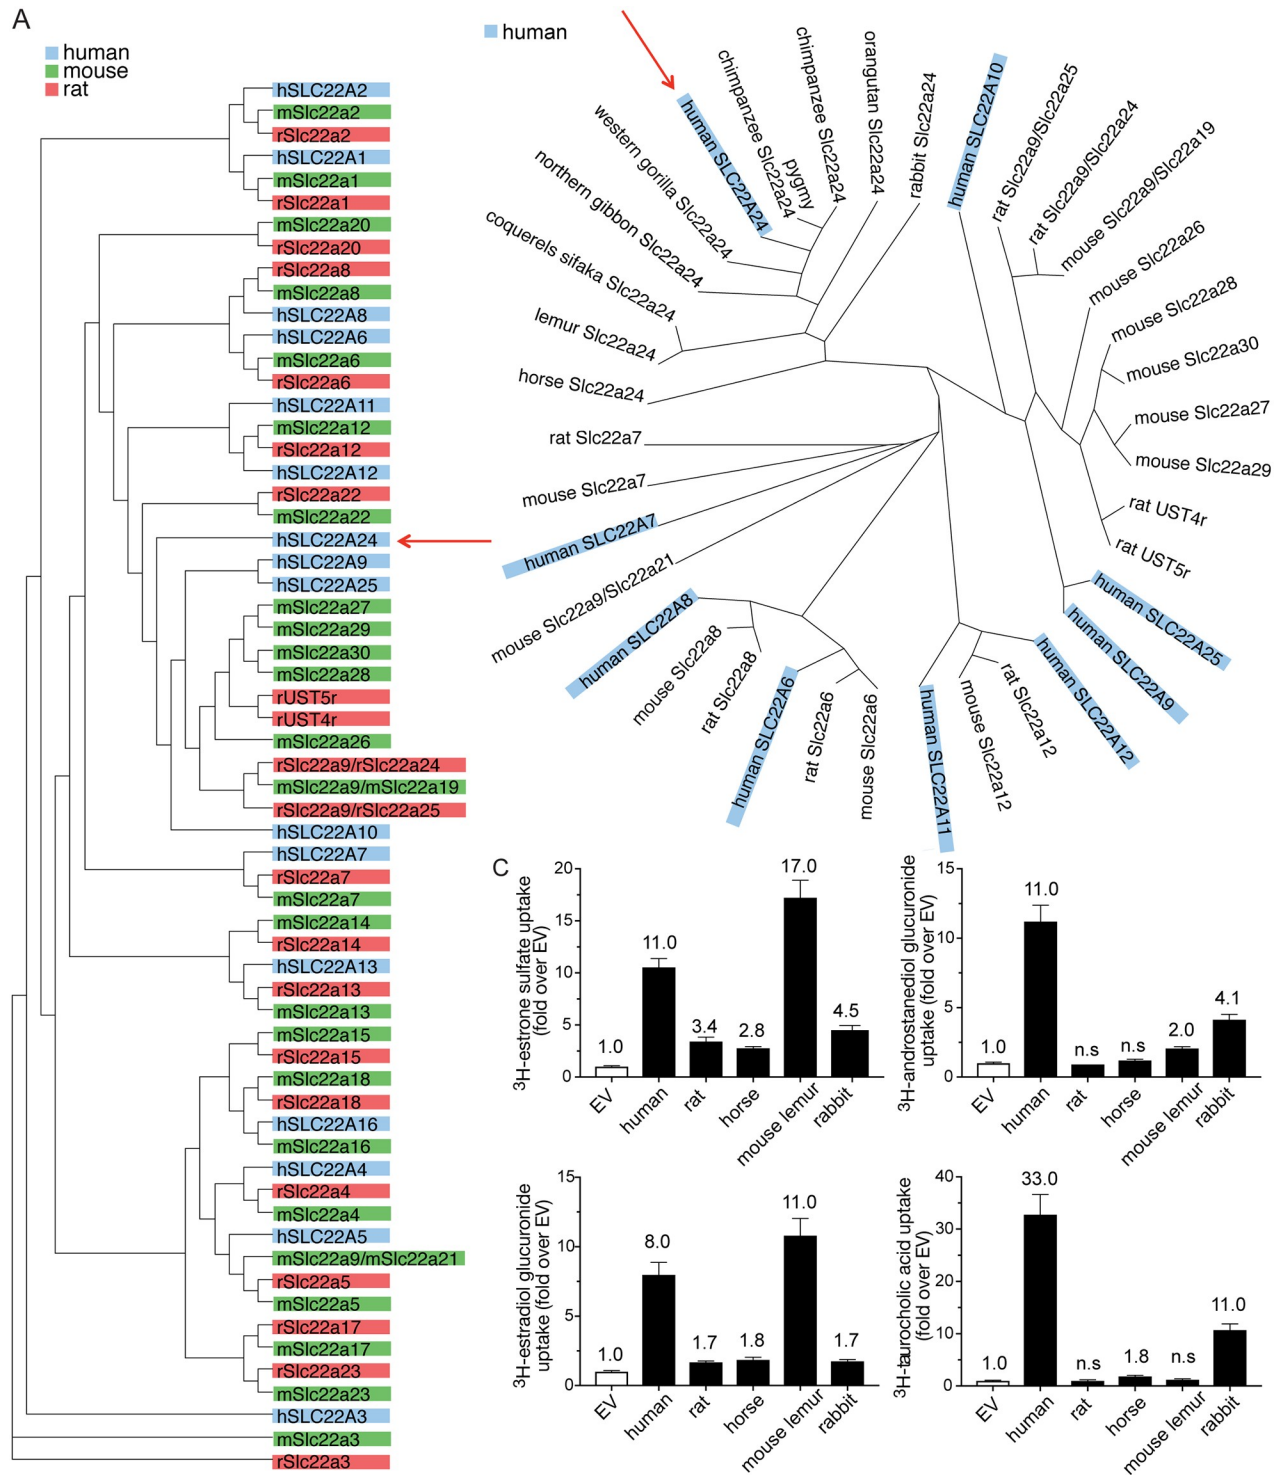 A
human
mouse
rat
hSLC22A2
mSlc22a2
rSlc22a2
hSLC22A1
mSlc22a1
rSlc22a1
mSlc22a20
rSlc22a20
rSlc22a8
mSlc22a8
hSLC22A8
hSLC22A6
mSlc22a6
rSlc22a6
hSLC22A11
mSlc22a12
rSlc22a12
hSLC22A12
rSlc22a22
mSlc22a22
hSLC22A24
hSLC22A9
hSLC22A25
mSlc22a27
mSlc22a29
mSlc22a30
mSlc22a28
rUST5r
rUST4r
mSlc22a26
rSlc22a9/rSlc22a24
mSlc22a9/mSlc22a19
rSlc22a9/rSlc22a25
hSLC22A10
hSLC22A7
rSlc22a7
mSlc22a7
mSlc22a14
rSlc22a14
hSLC22A13
rSlc22a13
mSlc22a13
mSlc22a15
rSlc22a15
mSlc22a18
rSlc22a18
hSLC22A16
mSlc22a16
hSLC22A4
rSlc22a4
mSlc22a4
hSLC22A5
mSlc22a9/mSlc22a21
rSlc22a5
mSlc22a5
rSlc22a17
mSlc22a17
rSlc22a23
mSlc22a23
hSLC22A3
mSlc22a3
rSlc22a3
human
horse Slc22a24
lemur Slc22a24
coquerels sifaka Slc22a24
northern gibbon Slc22a24
western gorilla Slc22a24
human SLC22A24
pygmy
chimpanzee Slc22a24
chimpanzee Slc22a24
orangutan Slc22a24
rabbit Slc22a24
human SLC22A10
rat Slc22a9/Slc22a25
rat Slc22a9/Slc22a24
mouse Slc22a9/Slc22a19
mouse Slc22a26
mouse Slc22a28
mouse Slc22a30
mouse Slc22a27
mouse Slc22a29
rat UST4r
rat UST5r
human SLC22A25
human SLC22A9
human SLC22A12
rat Slc22a12
mouse Slc22a12
human SLC22A11
mouse Slc22a6
rat Slc22a6
human SLC22A6
rat Slc22a8
mouse Slc22a8
human SLC22A8
mouse Slc22a9/Slc22a21
human SLC22A7
mouse Slc22a7
rat Slc22a7
C
³H-estrone sulfate uptake
(fold over EV)
20
15
10
5
0
1.0
11.0
3.4
2.8
17.0
4.5
EV
human
rat
horse
mouse lemur
rabbit
³H-androstanediol glucuronide
uptake (fold over EV)
15
10
5
0
1.0
11.0
n.s
n.s
2.0
4.1
EV
human
rat
horse
mouse lemur
rabbit
³H-estradiol glucuronide
uptake (fold over EV)
15
10
5
0
1.0
8.0
1.7
1.8
11.0
1.7
EV
human
rat
horse
mouse lemur
rabbit
³H-taurocholic acid uptake
(fold over EV)
40
30
20
10
0
1.0
33.0
n.s
1.8
n.s
11.0
EV
human
rat
horse
mouse lemur
rabbit